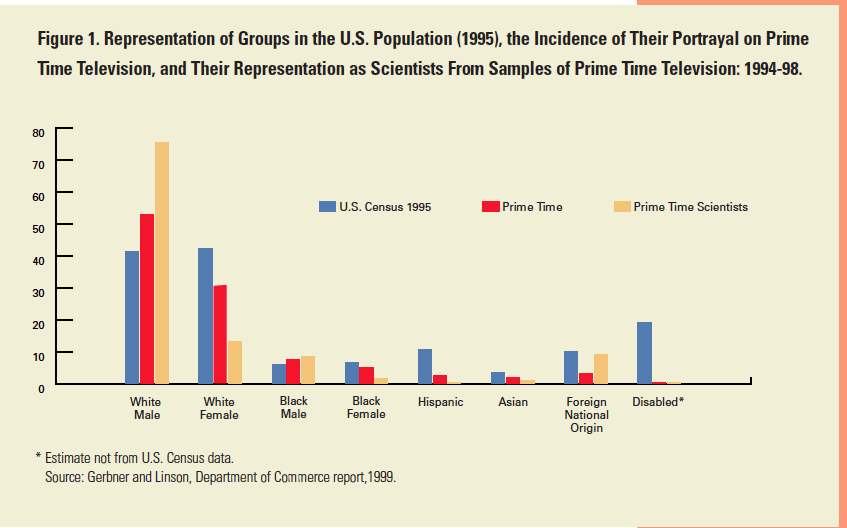 Figure 1. Representation of Groups in the U.S. Population (1995), the Incidence of Their Portrayal on Prime
Time Television, and Their Representation as Scientists From Samples of Prime Time Television: 1994-98.
80
70
60
50
40
30
20
10
0
U.S. Census 1995
Prime Time
Prime Time Scientists
White
Male
White
Female
Black
Male
Black
Female
Hispanic
Asian
Foreign
National
Origin
Disabled*
* Estimate not from U.S. Census data.
Source: Gerbner and Linson, Department of Commerce report,1999.